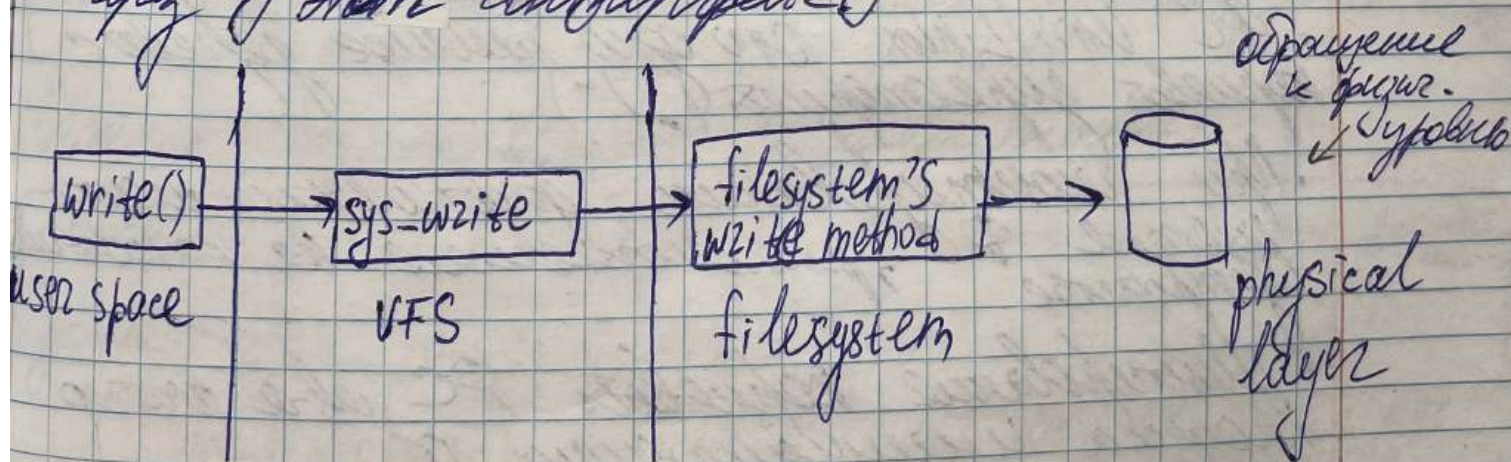 обращение
к физич.
уровню
write()
sys_write
filesystem's
write method
user space
VFS
filesystem
physical
layer